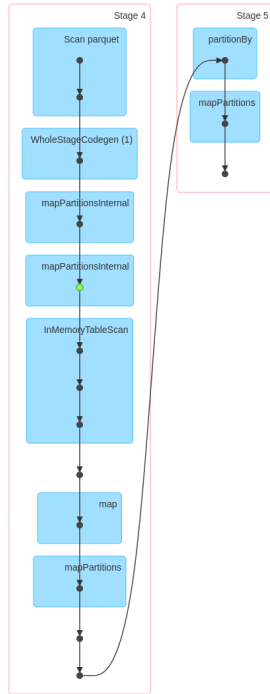 Stage 4
Scan parquet
WholeStageCodegen (1)
mapPartitionsInternal
mapPartitionsInternal
InMemoryTableScan
map
mapPartitions
Stage 5
partitionBy
mapPartitions